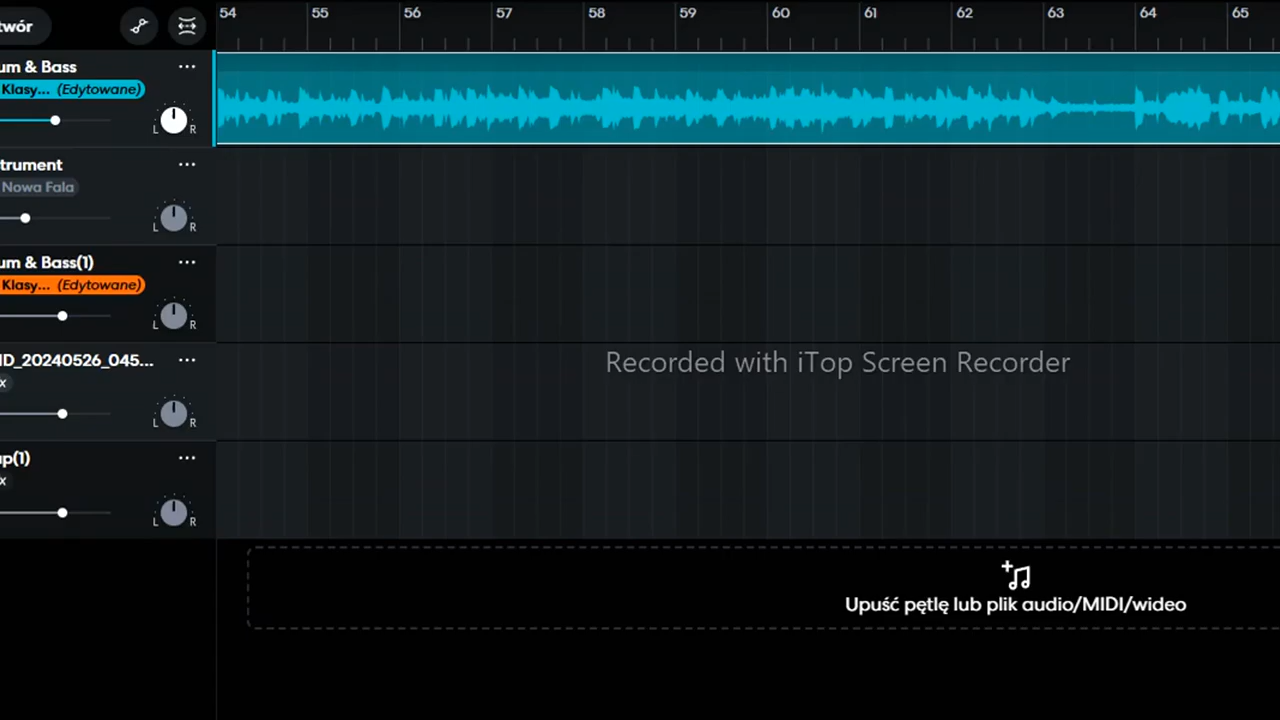 twór
54 55 56 57 58 59 60 61 62 63 64 65
um & Bass
Klasy... (Edytowane)
L R
trument
Nowa Fala
L R
um & Bass(1)
Klasy... (Edytowane)
L R
ID_20240526_045...
x
L R
ap(1)
x
L R
Recorded with iTop Screen Recorder
Upuść pętlę lub plik audio/MIDI/wideo